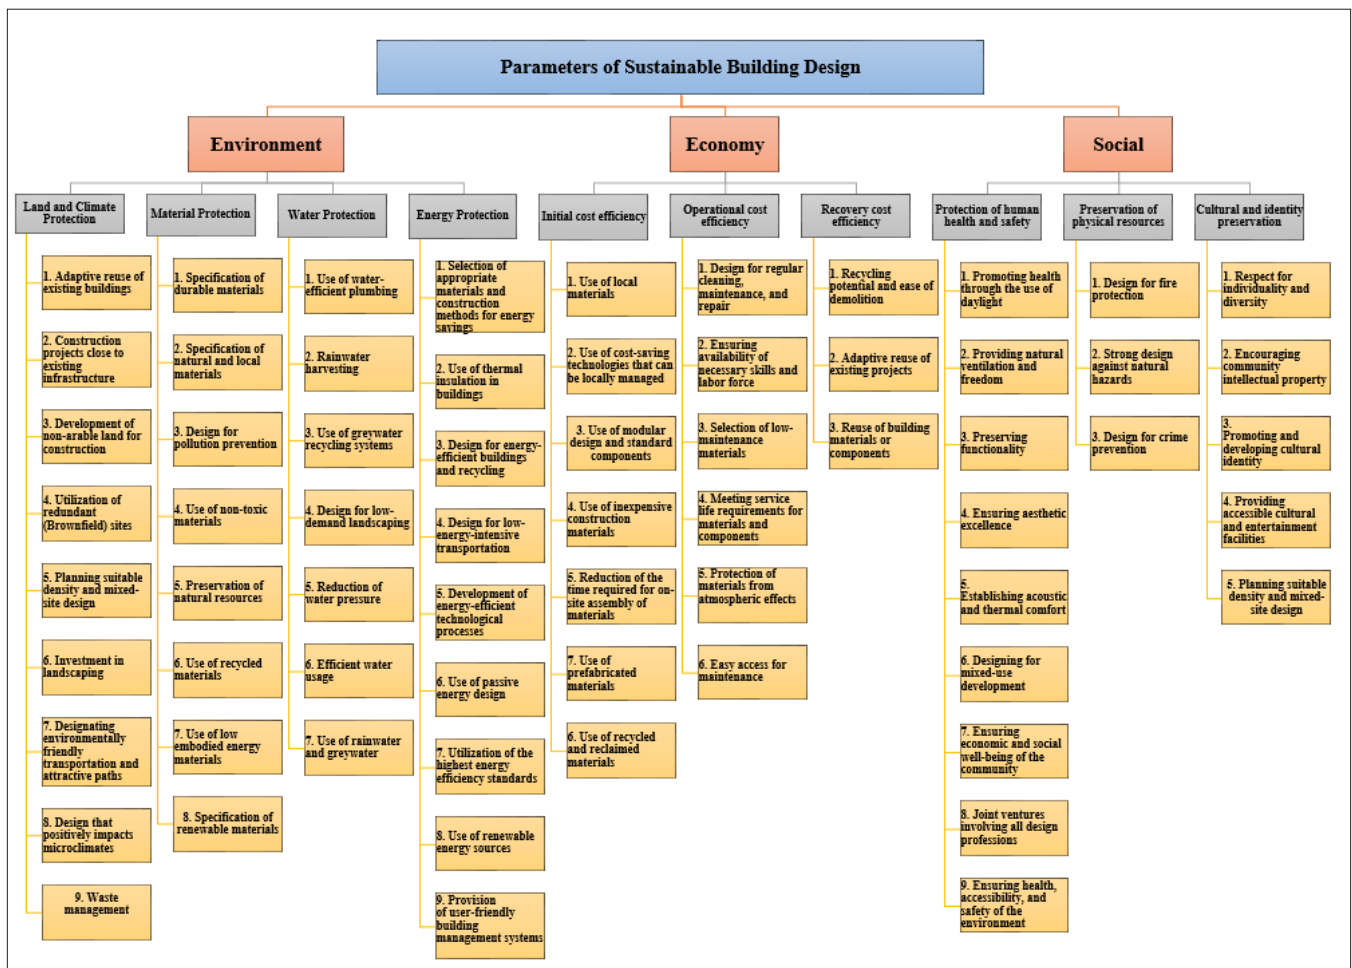 Parameters of Sustainable Building Design
Environment
Economy
Social
Land and Climate
Protection
Material Protection
Water Protection
Energy Protection
Initial cost efficiency
Operational cost
efficiency
Recovery cost
efficiency
Protection of human
health and safety
Preservation of
physical resources
Cultural and identity
preservation
1. Adaptive reuse of
existing buildings
2. Construction
projects close to
existing
infrastructure
3. Development of
non-arable land for
construction
4. Utilization of
redundant
(Brownfield) sites
5. Planning suitable
density and mixed-
site design
6. Investment in
landscaping
7. Designating
environmentally
friendly
transportation and
attractive paths
8. Design that
positively impacts
microclimates
9. Waste
management
1. Specification of
durable materials
2. Specification of
natural and local
materials
3. Design for
pollution prevention
4. Use of non-toxic
materials
5. Preservation of
natural resources
6. Use of recycled
materials
7. Use of low
embodied energy
materials
8. Specification of
renewable materials
1. Use of water-
efficient plumbing
2. Rainwater
harvesting
3. Use of greywater
recycling systems
4. Design for low-
demand landscaping
5. Reduction of
water pressure
6. Efficient water
usage
7. Use of rainwater
and greywater
1. Selection of
appropriate
materials and
construction
methods for energy
savings
2. Use of thermal
insulation in
buildings
3. Design for energy-
efficient buildings
and recycling
4. Design for low-
energy-intensive
transportation
5. Development of
energy-efficient
technological
processes
6. Use of passive
energy design
7. Utilization of the
highest energy
efficiency standards
8. Use of renewable
energy sources
9. Provision
of user-friendly
building
management systems
1. Use of local
materials
2. Use of cost-saving
technologies that can
be locally managed
3. Use of modular
design and standard
components
4. Use of inexpensive
construction
materials
5. Reduction of the
time required for on-
site assembly of
materials
7. Use of
prefabricated
materials
6. Use of recycled
and reclaimed
materials
1. Design for regular
cleaning,
maintenance, and
repair
2. Ensuring
availability of
necessary skills and
labor force
3. Selection of low-
maintenance
materials
4. Meeting service
life requirements for
materials and
components
5. Protection of
materials from
atmospheric effects
6. Easy access for
maintenance
1. Recycling
potential and ease of
demolition
2. Adaptive reuse of
existing projects
3. Reuse of building
materials or
components
1. Promoting health
through the use of
daylight
2. Providing natural
ventilation and
freedom
3. Preserving
functionality
4. Ensuring aesthetic
excellence
5.
Establishing acoustic
and thermal comfort
6. Designing for
mixed-use
development
7. Ensuring
economic and social
well-being of the
community
8. Joint ventures
involving all design
professions
9. Ensuring health,
accessibility, and
safety of the
environment
1. Design for fire
protection
2. Strong design
against natural
hazards
3. Design for crime
prevention
1. Respect for
individuality and
diversity
2. Encouraging
community
intellectual property
3.
Promoting and
developing cultural
identity
4. Providing
accessible cultural
and entertainment
facilities
5. Planning suitable
density and mixed-
site design